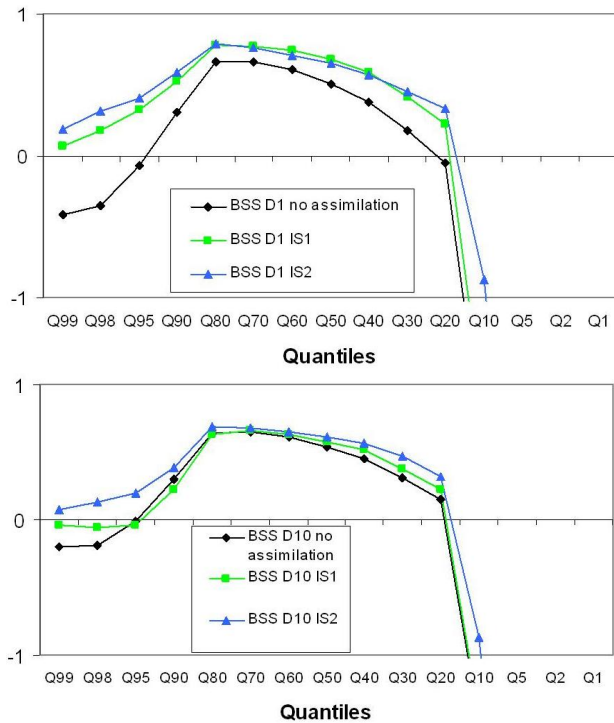 1
0
-1
BSS D1 no assimilation
BSS D1 IS1
BSS D1 IS2
Q99 Q98 Q95 Q90 Q80 Q70 Q60 Q50 Q40 Q30 Q20 Q10 Q5 Q2 Q1
Quantiles
1
0
-1
BSS D10 no
assimilation
BSS D10 IS1
BSS D10 IS2
Q99 Q98 Q95 Q90 Q80 Q70 Q60 Q50 Q40 Q30 Q20 Q10 Q5 Q2 Q1
Quantiles